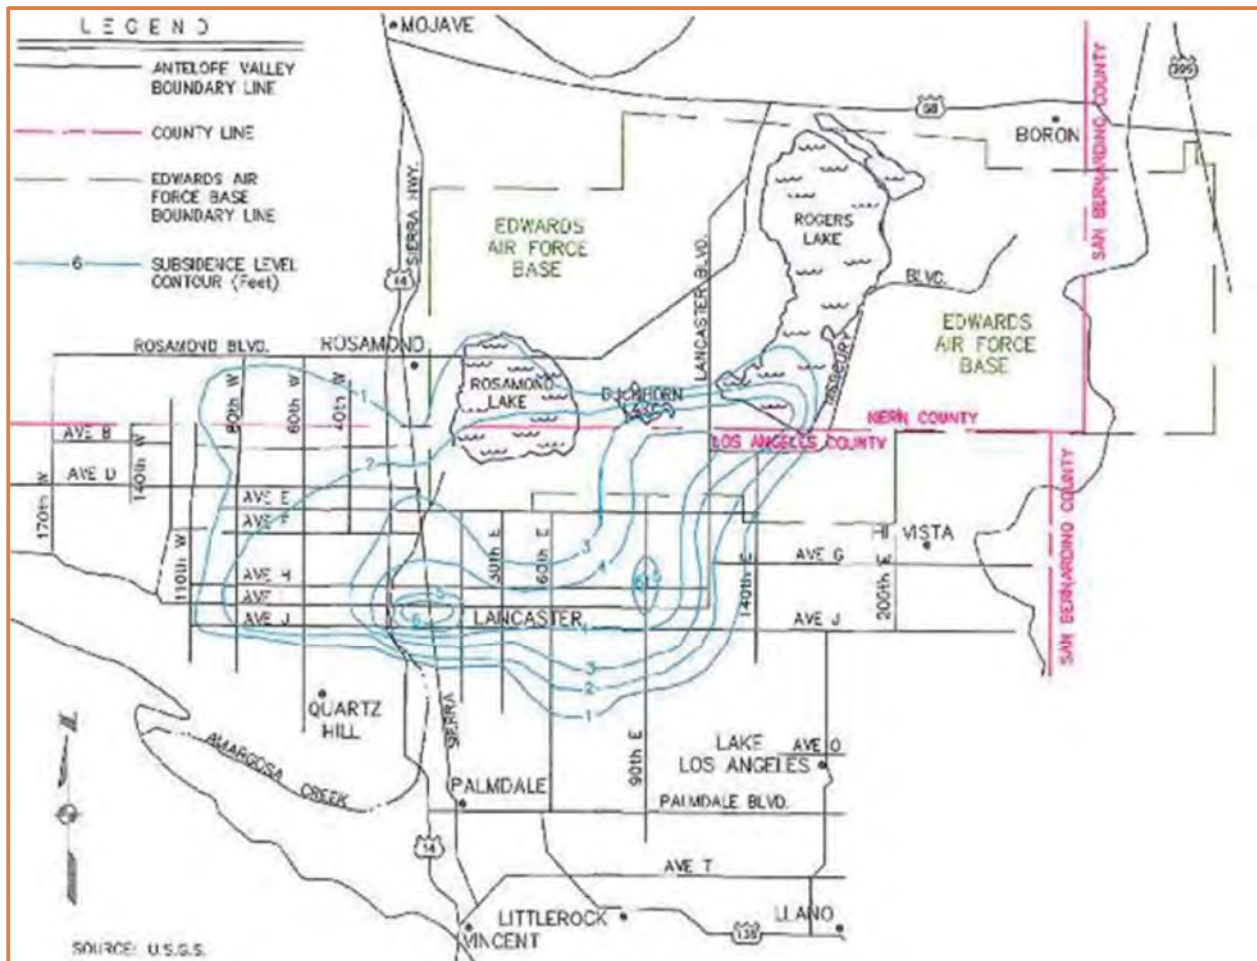 LEGEND
ANTELOPE VALLEY
BOUNDARY LINE
COUNTY LINE
EDWARDS AIR
FORCE BASE
BOUNDARY LINE
6
SUBSIDENCE LEVEL
CONTOUR (Feet)
MOJAVE
58
395
BORON
SAN BERNARDINO COUNTY
SIERRA HWY.
14
EDWARDS
AIR FORCE
BASE
ROGERS
LAKE
LANCASTER BLVD.
BLVD.
EDWARDS
AIR FORCE
BASE
ROSAMOND BLVD.
ROSAMOND
ROSAMOND
LAKE
BUCKHORN
LAKE
KERN COUNTY
LOS ANGELES COUNTY
80th W
60th W
40th W
1
2
AVE B
AVE D
140th W
170th W
110th W
AVE E
AVE F
AVE G
AVE H
AVE I
AVE J
AVE J
30th E
60th E
3
4
5
6
6
5
LANCASTER
4
3
2
1
140th E
HI VISTA
200th E
SAN BERNARDINO COUNTY
QUARTZ
HILL
AMARGOSA
CREEK
SIERRA
PALMDALE
90th E
LAKE
LOS ANGELES
AVE O
PALMDALE BLVD.
14
AVE T
LITTLEROCK
LLANO
138
VINCENT
SOURCE: U.S.G.S.